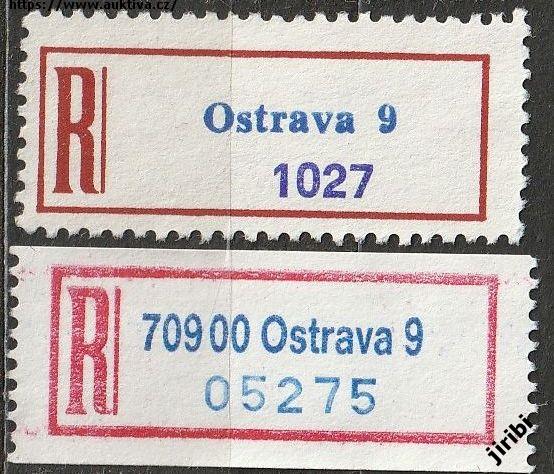 https://www.auktiva.cz/
R
Ostrava 9
1027
R
709 00 Ostrava 9
05275
jiribi